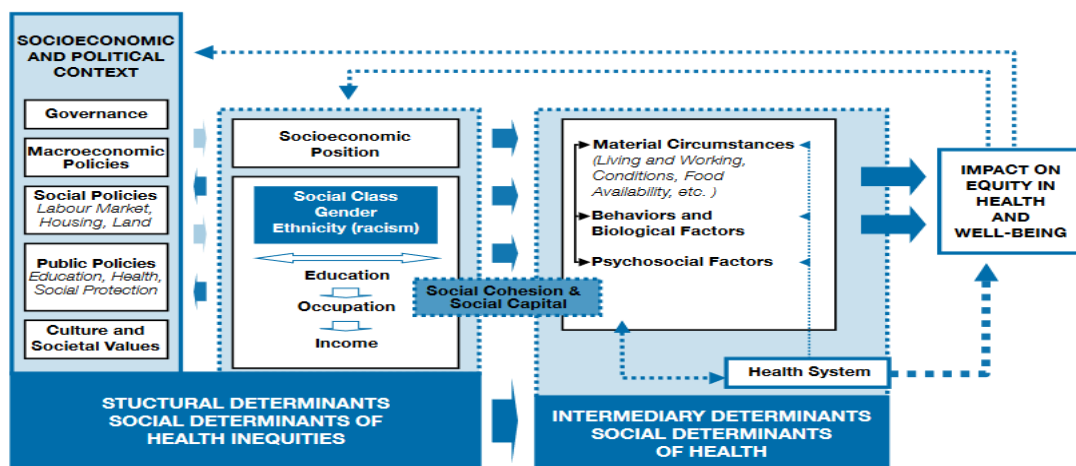 SOCIOECONOMIC
AND POLITICAL
CONTEXT
Governance
Macroeconomic
Policies
Social Policies
Labour Market,
Housing, Land
Public Policies
Education, Health,
Social Protection
Culture and
Societal Values
Socioeconomic
Position
Social Class
Gender
Ethnicity (racism)
Education
Occupation
Income
Social Cohesion &
Social Capital
Material Circumstances
(Living and Working,
Conditions, Food
Availability, etc. )
Behaviors and
Biological Factors
Psychosocial Factors
Health System
IMPACT ON
EQUITY IN
HEALTH
AND
WELL-BEING
STUCTURAL DETERMINANTS
SOCIAL DETERMINANTS OF
HEALTH INEQUITIES
INTERMEDIARY DETERMINANTS
SOCIAL DETERMINANTS
OF HEALTH